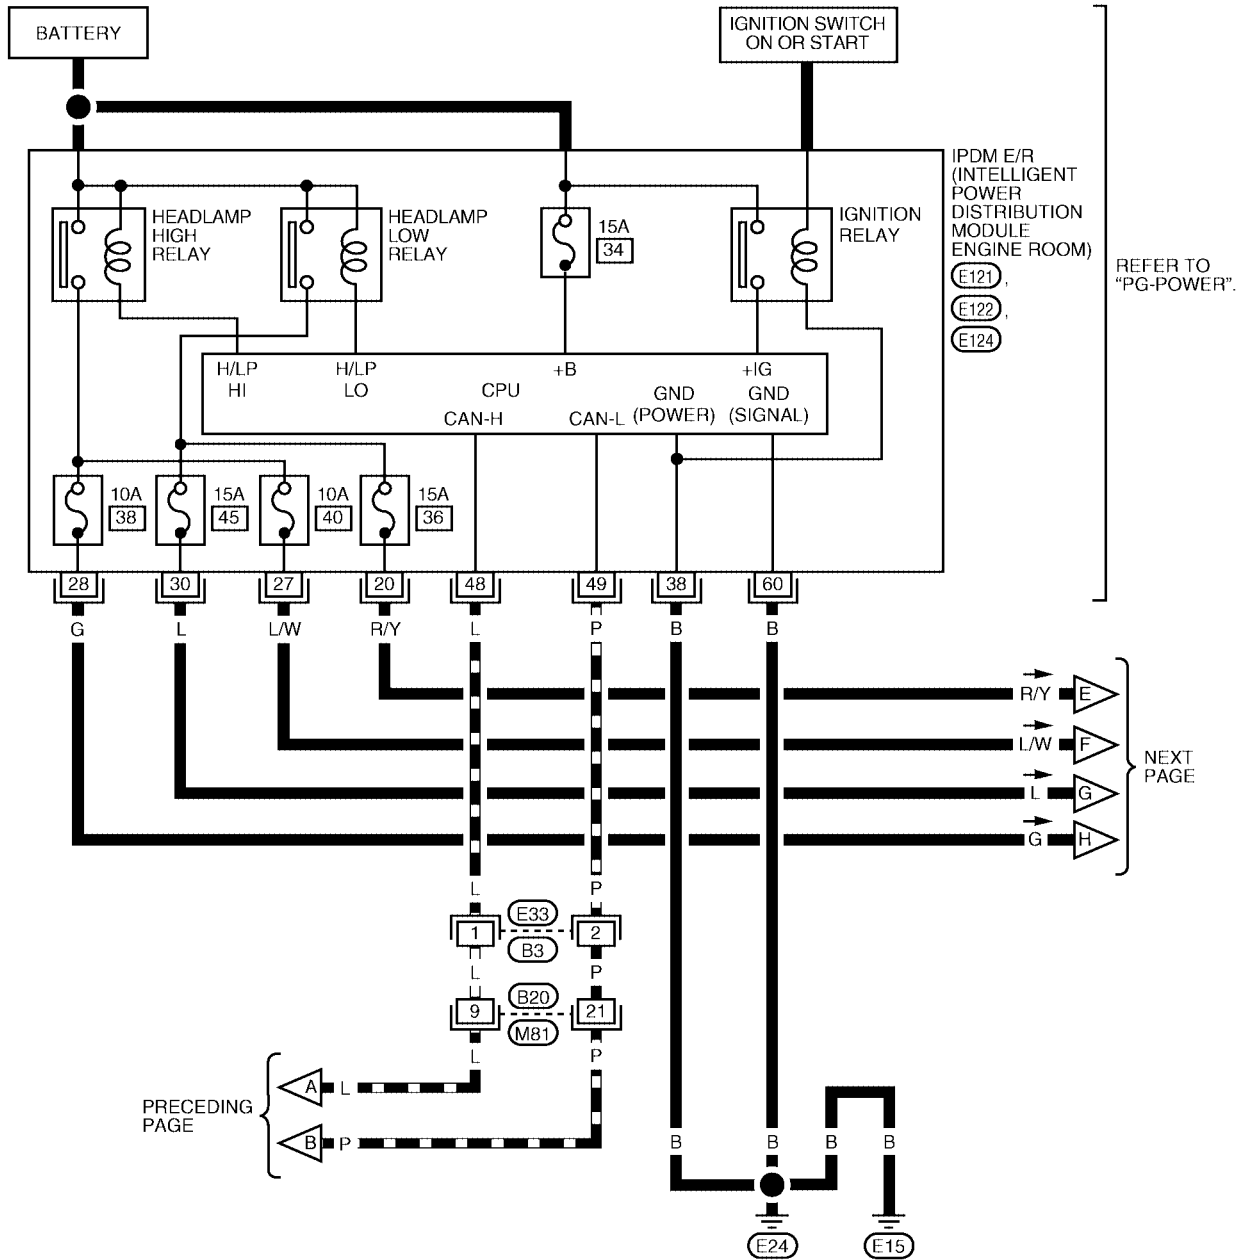 BATTERY
IGNITION SWITCH
ON OR START
HEADLAMP
HIGH
RELAY
HEADLAMP
LOW
RELAY
15A
34
IGNITION
RELAY
IPDM E/R
(INTELLIGENT
POWER
DISTRIBUTION
MODULE
ENGINE ROOM)
E121 ,
E122 ,
E124
REFER TO
"PG-POWER".
H/LP
HI
H/LP
LO
CPU
+B
+IG
CAN-H
CAN-L
GND
(POWER)
GND
(SIGNAL)
10A
38
15A
45
10A
40
15A
36
28
30
27
20
48
49
38
60
G
L
L/W
R/Y
L
P
B
B
R/Y
E
L/W
F
L
G
G
H
NEXT
PAGE
L
P
1
E33
B3
2
L
P
9
B20
M81
21
L
P
PRECEDING
PAGE
A
L
B
P
B
B
B
B
E24
E15